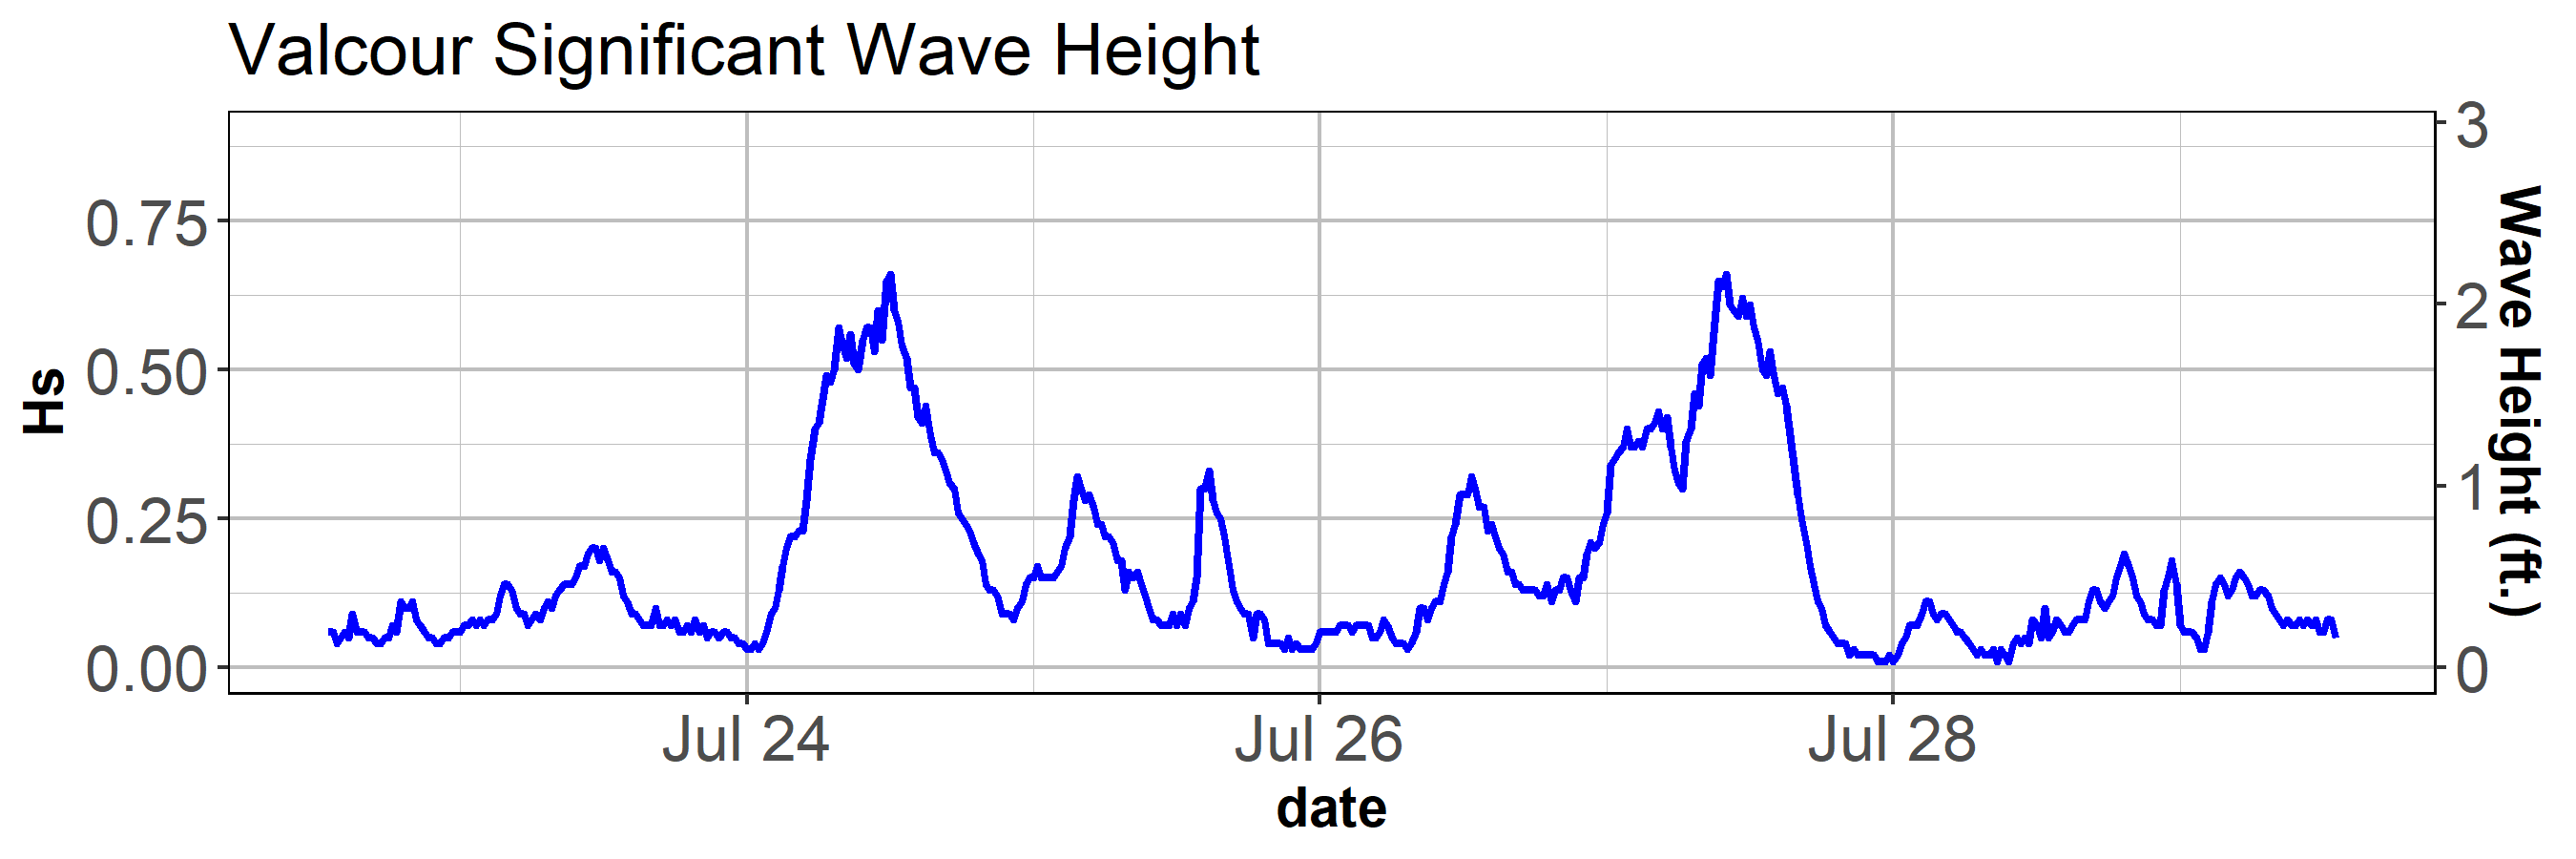 Valcour Significant Wave Height
3
0.75
2
0.50
1
0.25
0.00
0
Hs
Wave Height (ft.)
Jul 24
Jul 26
Jul 28
date